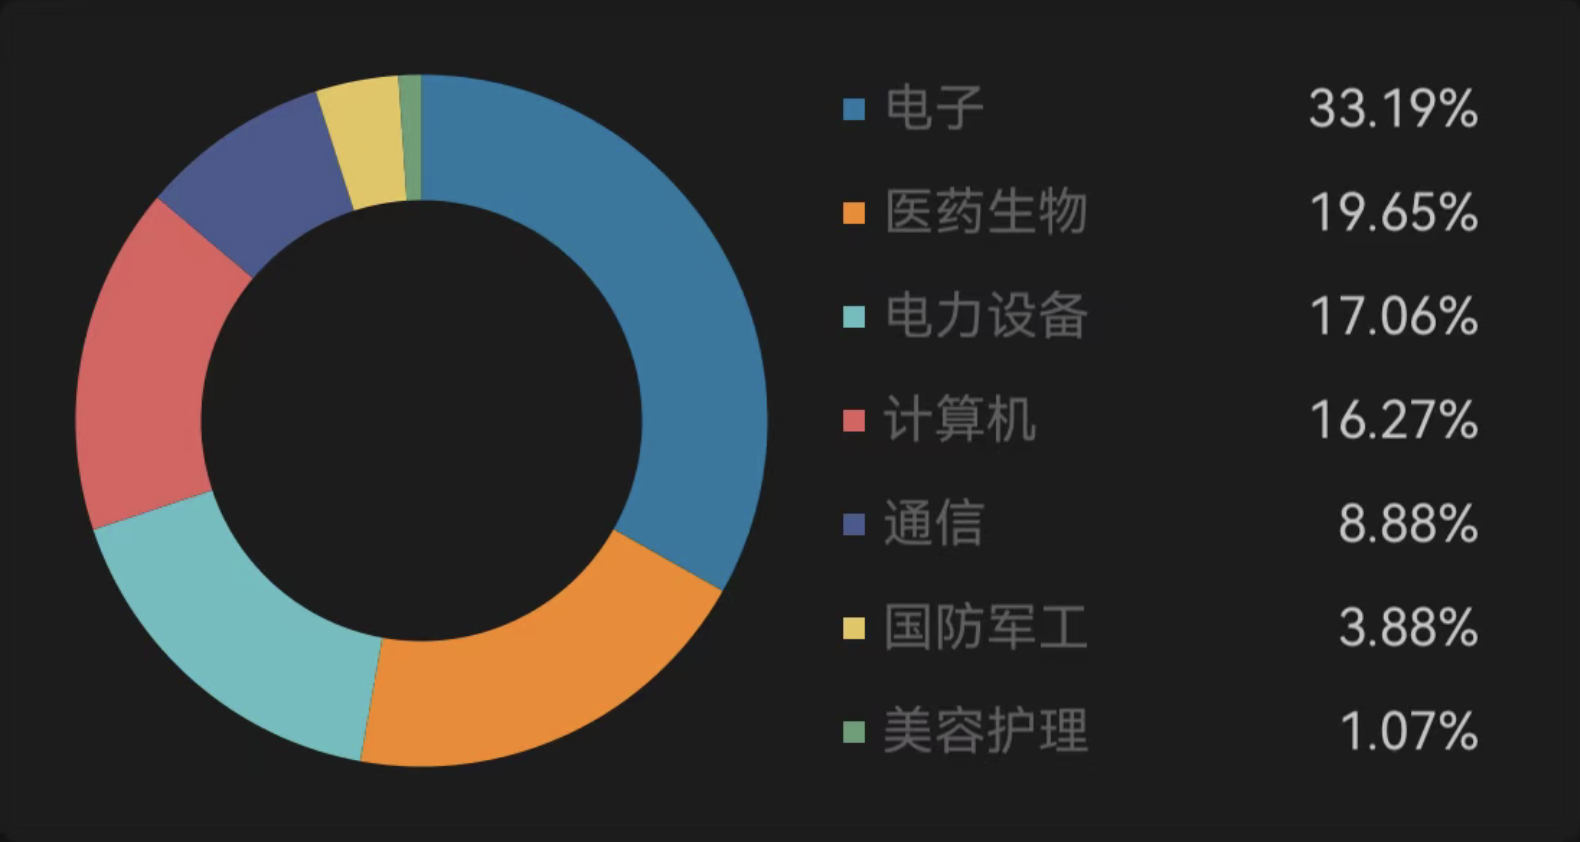 电子 33.19%
医药生物 19.65%
电力设备 17.06%
计算机 16.27%
通信 8.88%
国防军工 3.88%
美容护理 1.07%